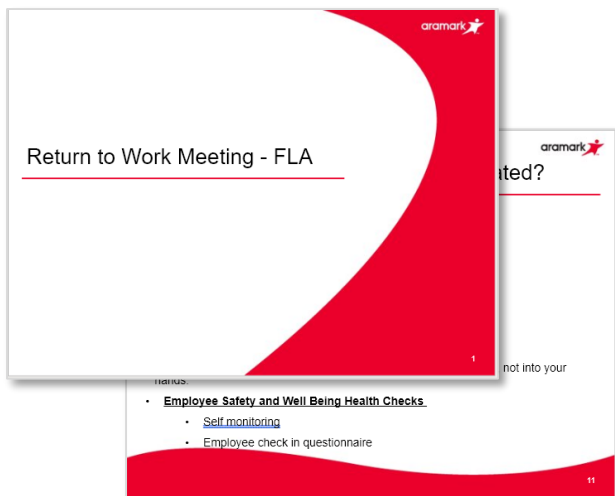 aramark
Return to Work Meeting - FLA
1
aramark
ated?
not into your
hands.
• Employee Safety and Well Being Health Checks
• Self monitoring
• Employee check in questionnaire
11